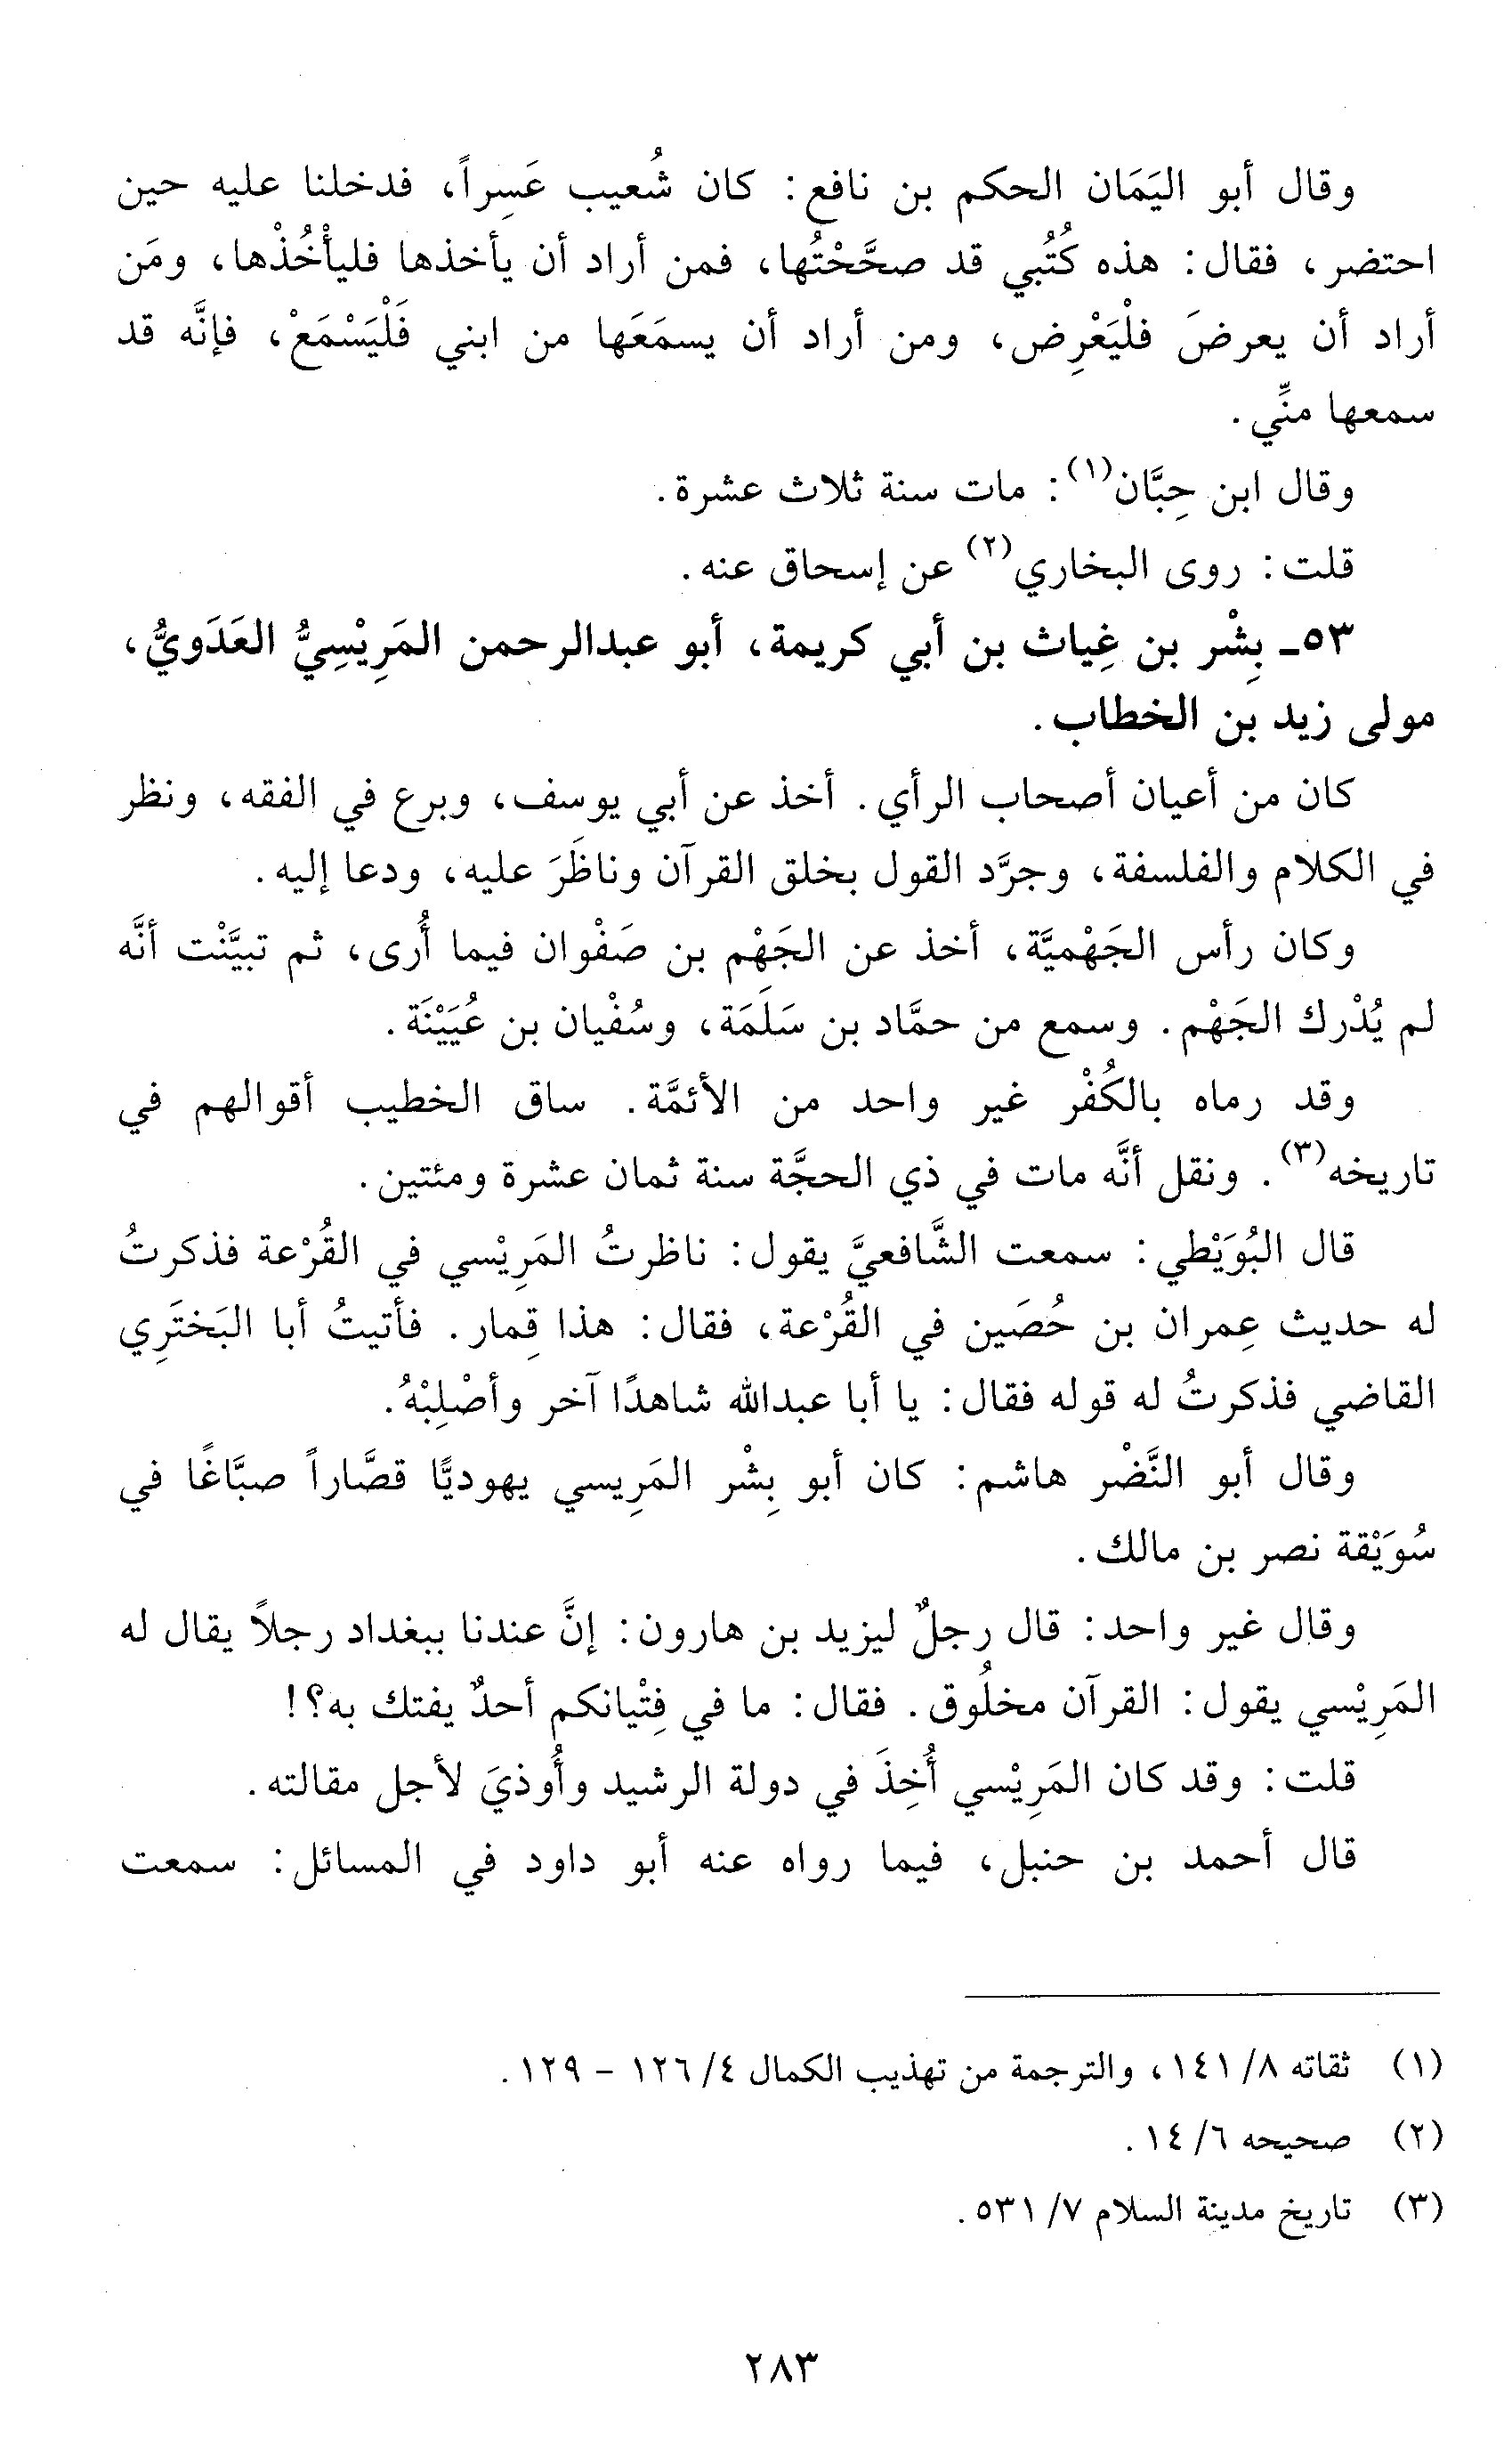 وقال أبو اليَمَان الحكم بن نافع: كان شُعيب عَسِراً، فدخلنا عليه حين
احتضر، فقال: هذه كُتُبي قد صحَّحْتُها، فمن أراد أن يأخذها فليأْخُذْها، ومَن
أراد أن يعرضَ فلْيَعْرِض، ومن أراد أن يسمَعَها من ابني فَلْيَسْمَعْ، فإنَّه قد
سمعها منِّي.
وقال ابن حِبَّان(١): مات سنة ثلاث عشرة.
قلت: روى البخاري(٢) عن إسحاق عنه.
٥٣ـ بِشْر بن غِياث بن أبي كريمة، أبو عبدالرحمن المَرِيْسِيُّ العَدَويُّ،
مولى زيد بن الخطاب.
كان من أعيان أصحاب الرأي. أخذ عن أبي يوسف، وبرع في الفقه، ونظر
في الكلام والفلسفة، وجرَّد القول بخلق القرآن وناظَرَ عليه، ودعا إليه.
وكان رأس الجَهْميَّة، أخذ عن الجَهْم بن صَفْوان فيما أُرى، ثم تبيَّنْت أنَّه
لم يُدْرك الجَهْم. وسمع من حمَّاد بن سَلَمَة، وسُفْيان بن عُيَيْنَة.
وقد رماه بالكُفْر غير واحد من الأئمَّة. ساق الخطيب أقوالهم في
تاريخه(٣). ونقل أنَّه مات في ذي الحجَّة سنة ثمان عشرة ومئتين.
قال البُوَيْطي: سمعت الشَّافعيَّ يقول: ناظرتُ المَرِيْسي في القُرْعة فذكرتُ
له حديث عِمران بن حُصَين في القُرْعة، فقال: هذا قِمار. فأتيتُ أبا البَختَرِي
القاضي فذكرتُ له قوله فقال: يا أبا عبدالله شاهدًا آخر وأصْلِبْهُ.
وقال أبو النَّضْر هاشم: كان أبو بِشْر المَرِيسي يهوديًّا قصَّاراً صبَّاغًا في
سُوَيْقة نصر بن مالك.
وقال غير واحد: قال رجلٌ ليزيد بن هارون: إنَّ عندنا ببغداد رجلاً يقال له
المَرِيْسي يقول: القرآن مخلُوق. فقال: ما في فِتْيانكم أحدٌ يفتك به؟!
قلت: وقد كان المَرِيْسي أُخِذَ في دولة الرشيد وأُوذيَ لأجل مقالته.
قال أحمد بن حنبل، فيما رواه عنه أبو داود في المسائل: سمعت
(١) ثقاته ٨/ ١٤١، والترجمة من تهذيب الكمال ٤/ ١٢٦ - ١٢٩.
(٢) صحيحه ٦/ ١٤.
(٣) تاريخ مدينة السلام ٧/ ٥٣١.
٢٨٣